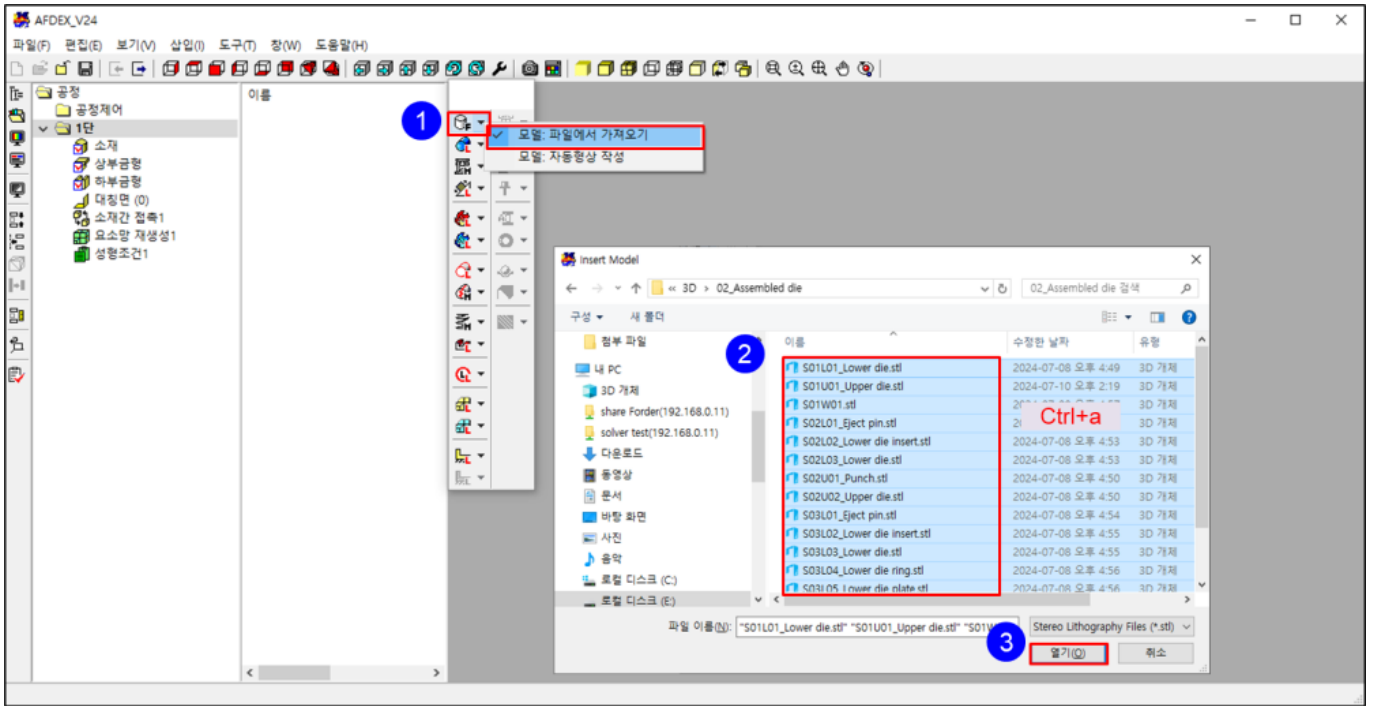 AFDEX_V24
파일(F) 편집(E) 보기(V) 삽입(I) 도구(T) 창(W) 도움말(H)
공정
공정제어
1단
소재
상부금형
하부금형
대칭면 (0)
소재간 접촉1
요소망 재생성1
성형조건1
이름
1
모델: 파일에서 가져오기
모델: 자동형상 작성
Insert Model
« 3D › 02_Assembled die
02_Assembled die 검색
구성 새 폴더
첨부 파일
내 PC
3D 개체
share Forder(192.168.0.11)
solver test(192.168.0.11)
다운로드
동영상
문서
바탕 화면
사진
음악
로컬 디스크 (C:)
로컬 디스크 (E:)
2
이름 수정한 날짜 유형
S01L01_Lower die.stl 2024-07-08 오후 4:49 3D 개체
S01U01_Upper die.stl 2024-07-10 오후 2:19 3D 개체
S01W01.stl 3D 개체
S02L01_Eject pin.stl 3D 개체
Ctrl+a
S02L02_Lower die insert.stl 2024-07-08 오후 4:53 3D 개체
S02L03_Lower die.stl 2024-07-08 오후 4:53 3D 개체
S02U01_Punch.stl 2024-07-08 오후 4:50 3D 개체
S02U02_Upper die.stl 2024-07-08 오후 4:50 3D 개체
S03L01_Eject pin.stl 2024-07-08 오후 4:54 3D 개체
S03L02_Lower die insert.stl 2024-07-08 오후 4:55 3D 개체
S03L03_Lower die.stl 2024-07-08 오후 4:55 3D 개체
S03L04_Lower die ring.stl 2024-07-08 오후 4:56 3D 개체
S03L05_Lower die plate.stl 2024-07-08 오후 4:56 3D 개체
파일 이름(N): "S01L01_Lower die.stl" "S01U01_Upper die.stl" "S01W Stereo Lithography Files (*.stl)
3
열기(O) 취소